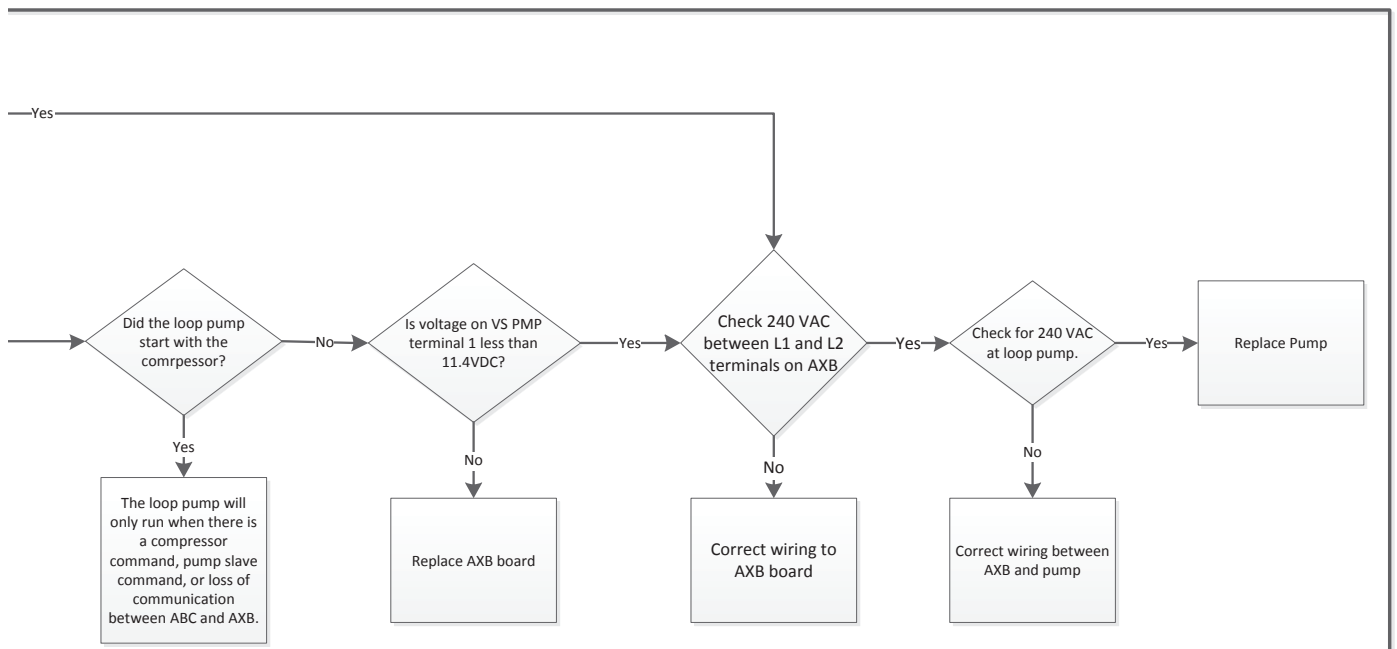 Yes
Did the loop pump
start with the
comrpessor?
No
Is voltage on VS PMP
terminal 1 less than
11.4VDC?
Yes
Check 240 VAC
between L1 and L2
terminals on AXB
Yes
Check for 240 VAC
at loop pump.
Yes
Replace Pump
Yes
The loop pump will
only run when there is
a compressor
command, pump slave
command, or loss of
communication
between ABC and AXB.
No
Replace AXB board
No
Correct wiring to
AXB board
No
Correct wiring between
AXB and pump